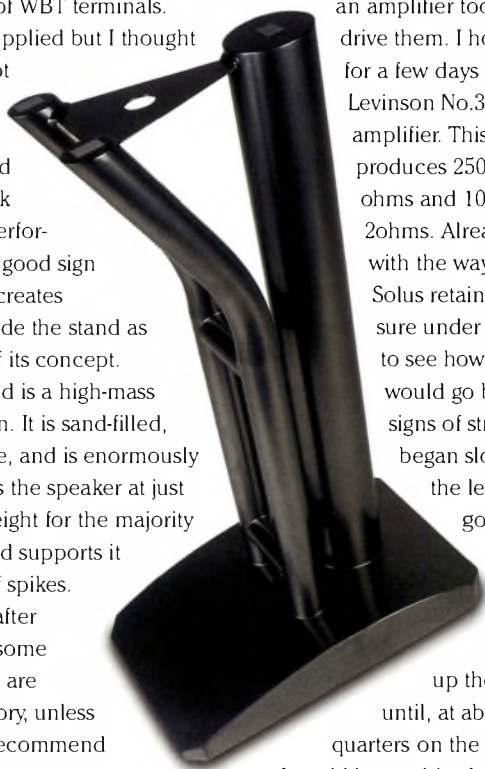 of WBT terminals.
pplied but I thought
ot
d
k
erfor-
good sign
creates
de the stand as
f its concept.
d is a high-mass
n. It is sand-filled,
e, and is enormously
s the speaker at just
eight for the majority
d supports it
f spikes.
after
some
are
ory, unless
ecommend
an amplifier too
drive them. I ho
for a few days
Levinson No.3
amplifier. This
produces 250
ohms and 10
2ohms. Alrea
with the way
Solus retain
sure under
to see how
would go b
signs of str
began slo
the le
go
up the
until, at ab
quarters on the